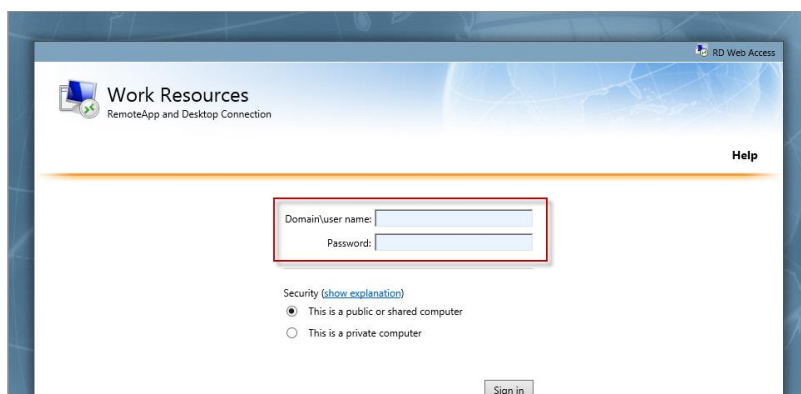 RD Web Access
Work Resources
RemoteApp and Desktop Connection
Help
Domain\user name:
Password:
Security (show explanation)
This is a public or shared computer
This is a private computer
Sign in